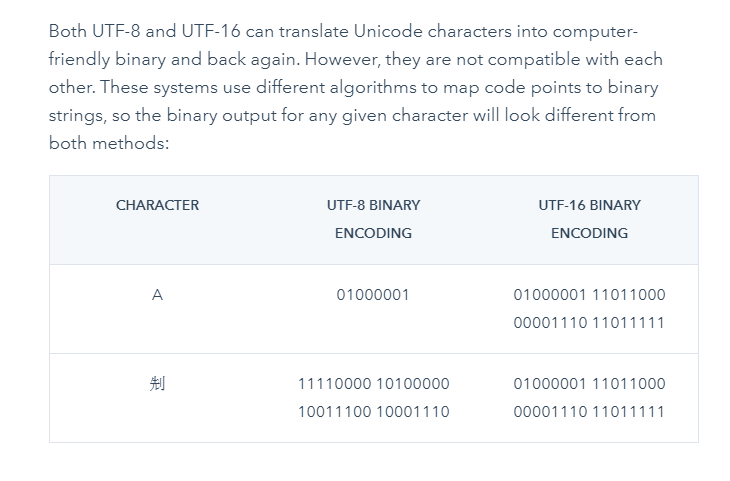 Both UTF-8 and UTF-16 can translate Unicode characters into computer-
friendly binary and back again. However, they are not compatible with each
other. These systems use different algorithms to map code points to binary
strings, so the binary output for any given character will look different from
both methods:
CHARACTER
UTF-8 BINARY
ENCODING
UTF-16 BINARY
ENCODING
A
01000001
01000001 11011000
00001110 11011111
𠜎
11110000 10100000
10011100 10001110
01000001 11011000
00001110 11011111